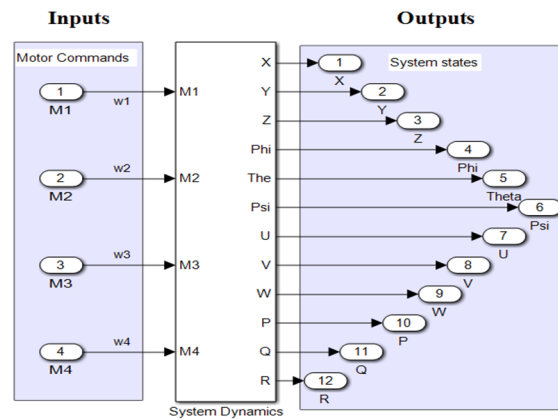 Inputs
Outputs
Motor Commands
System states
1
M1
w1
2
M2
w2
3
M3
w3
4
M4
w4
M1
M2
M3
M4
X
Y
Z
Phi
The
Psi
U
V
W
P
Q
R
System Dynamics
1
X
2
Y
3
Z
4
Phi
5
Theta
6
Psi
7
U
8
V
9
W
10
P
11
Q
12
R